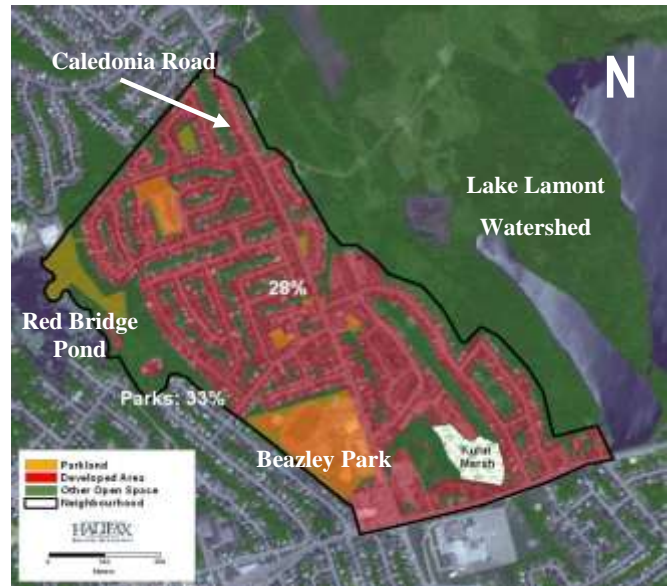 Caledonia Road
N
Lake Lamont
Watershed
28%
Red Bridge
Pond
Parks: 33%
Beazley Park
Marsh
Parkland
Developed Area
Other Open Space
Neighbourhood
HALIFAX